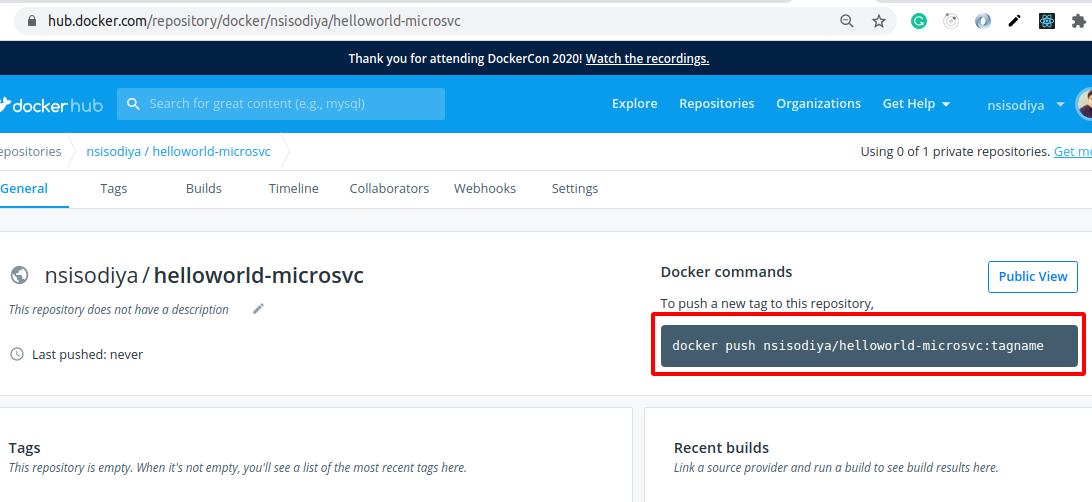 hub.docker.com/repository/docker/nsisodiya/helloworld-microsvc
Thank you for attending DockerCon 2020! Watch the recordings.
dockerhub
Search for great content (e.g., mysql)
Explore
Repositories
Organizations
Get Help
nsisodiya
epositories
nsisodiya / helloworld-microsvc
Using 0 of 1 private repositories. Get mo
General
Tags
Builds
Timeline
Collaborators
Webhooks
Settings
nsisodiya / helloworld-microsvc
This repository does not have a description
Last pushed: never
Docker commands
Public View
To push a new tag to this repository,
docker push nsisodiya/helloworld-microsvc:tagname
Tags
This repository is empty. When it's not empty, you'll see a list of the most recent tags here.
Recent builds
Link a source provider and run a build to see build results here.